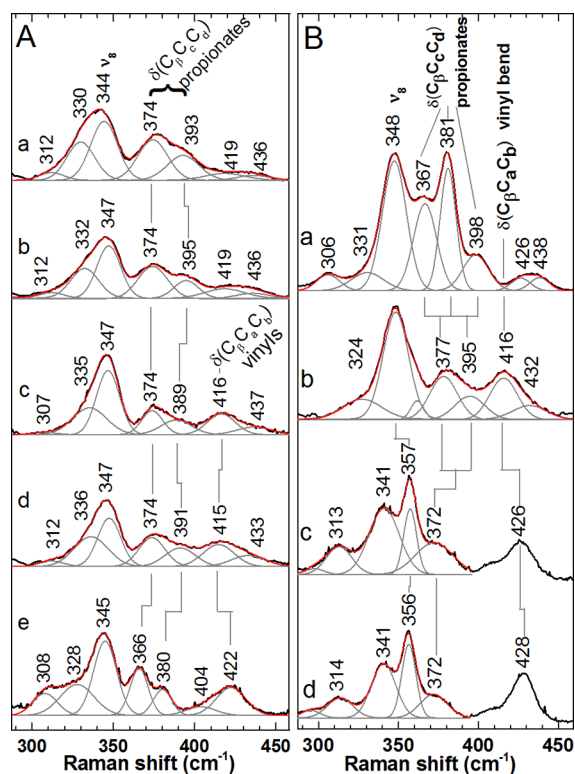 A
312
330
344 ν8
δ(CβCcCd)
propionates
374
393
419
436
a
312
332
347
374
395
419
436
b
307
335
347
374
389
416
δ(CβCaCb)
vinyls
437
c
312
336
347
374
391
415
433
d
308
328
345
366
380
404
422
e
300 350 400 450
Raman shift (cm-1)
B
306
331
348 ν8
δ(CβCcCd)
propionates
367
381
398
δ(CβCaCb) vinyl bend
426
438
a
324
377
395
416
432
b
313
341
357
372
426
c
314
341
356
372
428
d
300 350 400 450
Raman shift (cm-1)